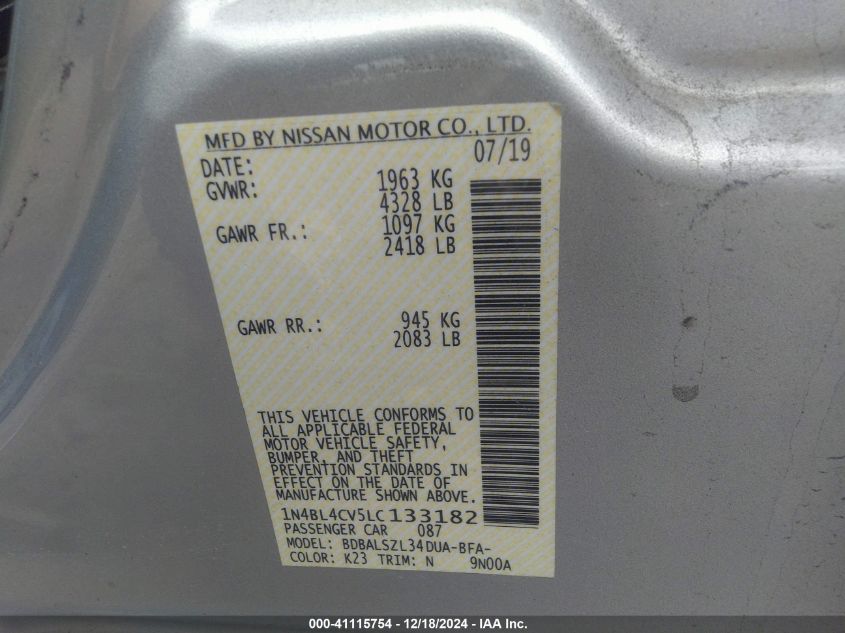 MFD BY NISSAN MOTOR CO., LTD.
DATE: 07/19
GVWR: 1963 KG
4328 LB
GAWR FR.: 1097 KG
2418 LB
GAWR RR.: 945 KG
2083 LB
THIS VEHICLE CONFORMS TO
ALL APPLICABLE FEDERAL
MOTOR VEHICLE SAFETY,
BUMPER, AND THEFT
PREVENTION STANDARDS IN
EFFECT ON THE DATE OF
MANUFACTURE SHOWN ABOVE.
1N4BL4CV5LC133182
PASSENGER CAR 087
MODEL: BDBALSZL34DUA-BFA-
COLOR: K23 TRIM: N 9N00A
000-41115754 - 12/18/2024 - IAA Inc.